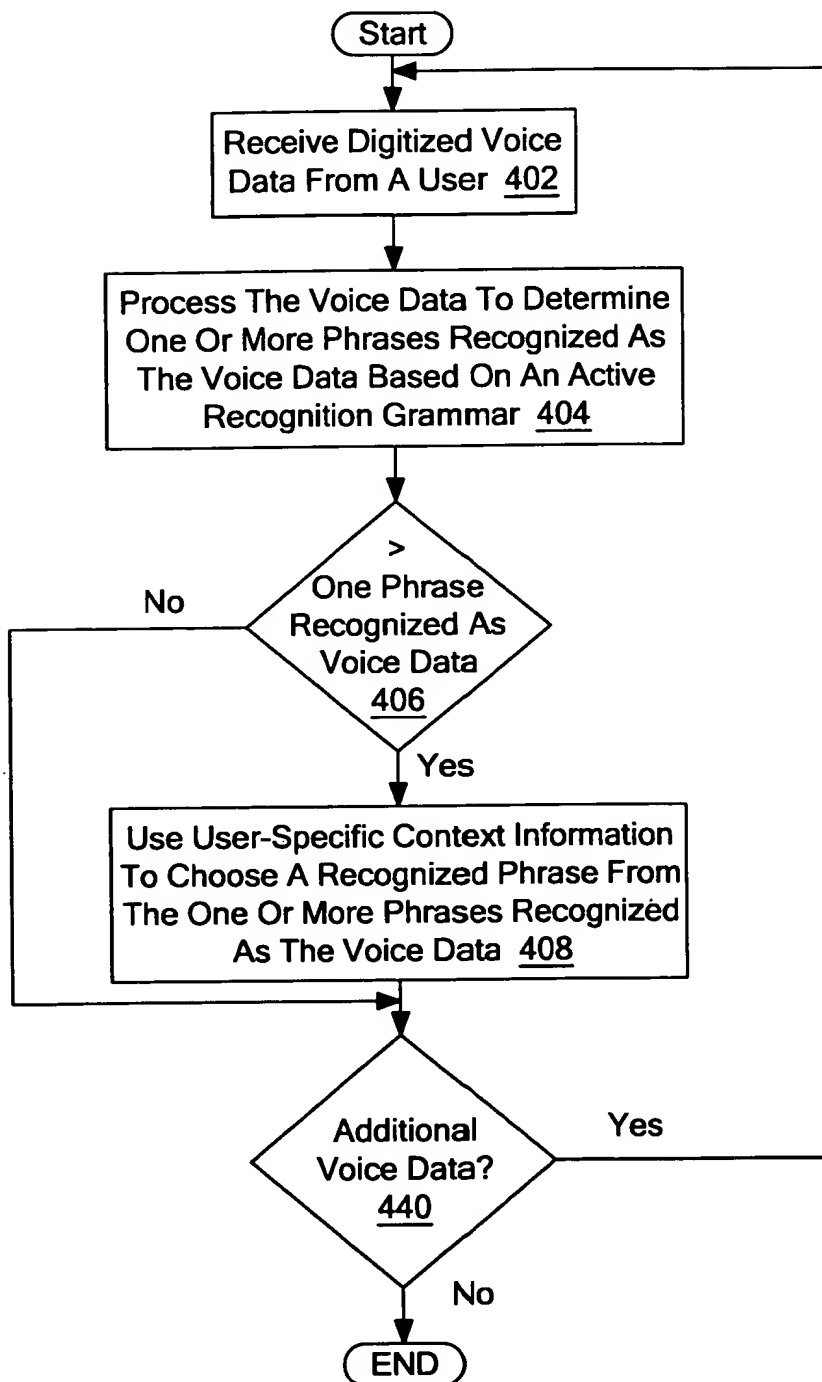 Start
Receive Digitized Voice
Data From A User 402
Process The Voice Data To Determine
One Or More Phrases Recognized As
The Voice Data Based On An Active
Recognition Grammar 404
>
One Phrase
Recognized As
Voice Data
406
No
Yes
Use User-Specific Context Information
To Choose A Recognized Phrase From
The One Or More Phrases Recognized
As The Voice Data 408
Additional
Voice Data?
440
Yes
No
END